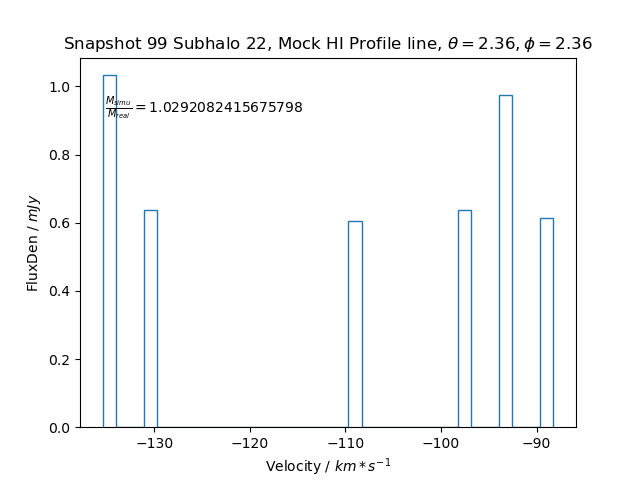 Snapshot 99 Subhalo 22, Mock HI Profile line, θ = 2.36, ϕ = 2.36
1.0
M_simu/M_real = 1.0292082415675798
0.8
0.6
0.4
0.2
0.0
FluxDen / mJy
−130 −120 −110 −100 −90
Velocity / km * s^−1